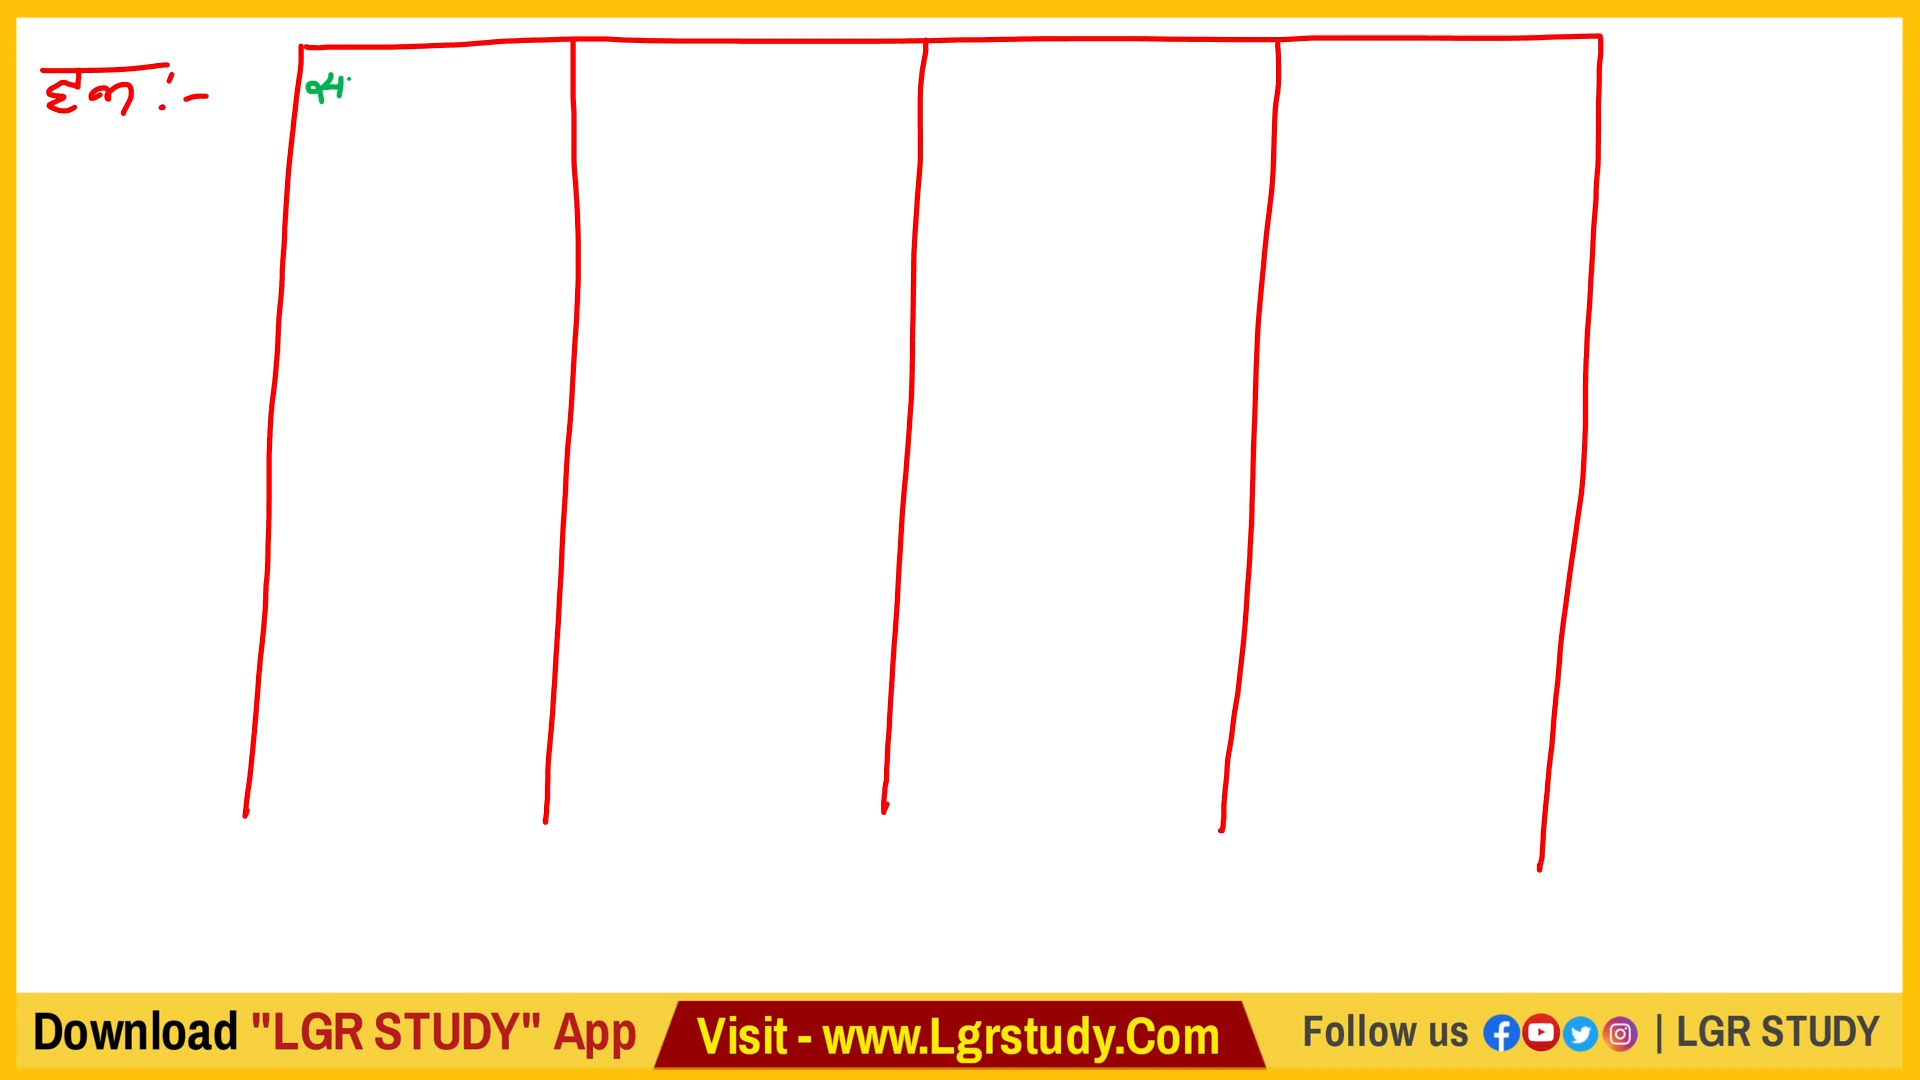 हल :-
Download "LGR STUDY" App
Visit - www.Lgrstudy.Com
Follow us | LGR STUDY